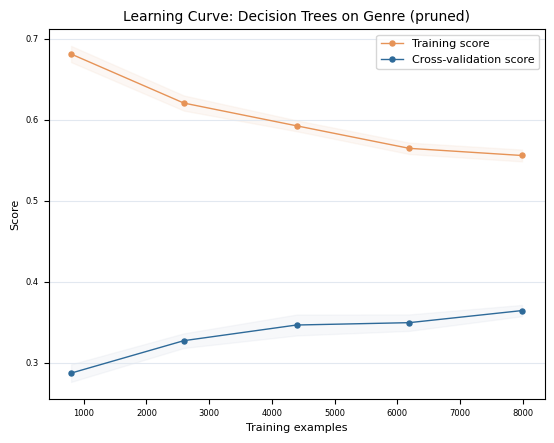 Learning Curve: Decision Trees on Genre (pruned)
Training score
Cross-validation score
Score
0.7
0.6
0.5
0.4
0.3
1000 2000 3000 4000 5000 6000 7000 8000
Training examples